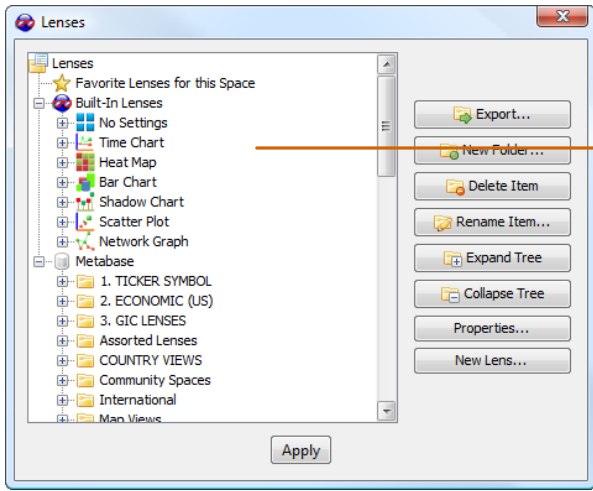 Lenses
Lenses
Favorite Lenses for this Space
Built-In Lenses
No Settings
Time Chart
Heat Map
Bar Chart
Shadow Chart
Scatter Plot
Network Graph
Metabase
1. TICKER SYMBOL
2. ECONOMIC (US)
3. GIC LENSES
Assorted Lenses
COUNTRY VIEWS
Community Spaces
International
Map Views
Export...
New Folder...
Delete Item
Rename Item...
Expand Tree
Collapse Tree
Properties...
New Lens...
Apply